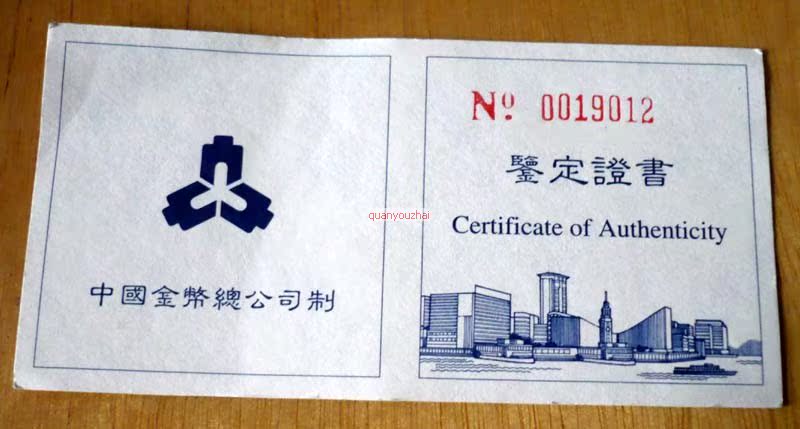 中國金幣總公司制
№ 0019012
鑒定證書
Certificate of Authenticity
quanyouzhai